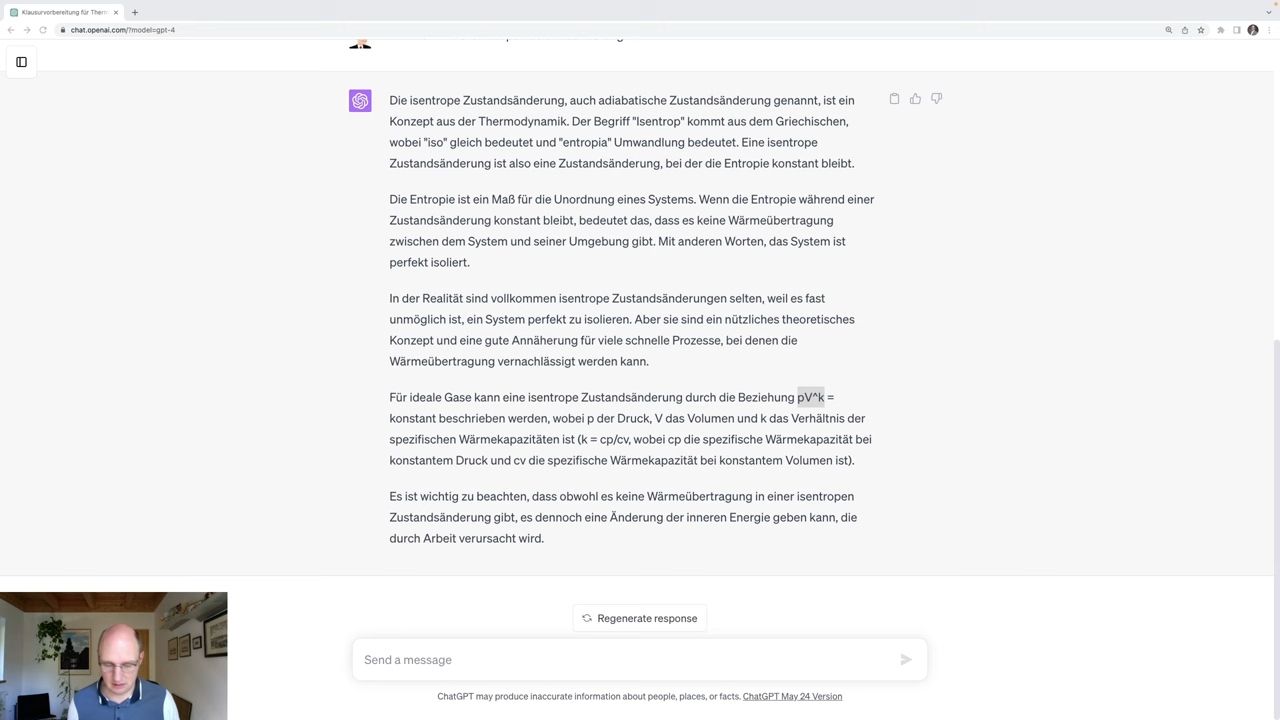 Klausurvorbereitung für Therm
chat.openai.com/?model=gpt-4
Die isentrope Zustandsänderung, auch adiabatische Zustandsänderung genannt, ist ein
Konzept aus der Thermodynamik. Der Begriff "Isentrop" kommt aus dem Griechischen,
wobei "iso" gleich bedeutet und "entropia" Umwandlung bedeutet. Eine isentrope
Zustandsänderung ist also eine Zustandsänderung, bei der die Entropie konstant bleibt.
Die Entropie ist ein Maß für die Unordnung eines Systems. Wenn die Entropie während einer
Zustandsänderung konstant bleibt, bedeutet das, dass es keine Wärmeübertragung
zwischen dem System und seiner Umgebung gibt. Mit anderen Worten, das System ist
perfekt isoliert.
In der Realität sind vollkommen isentrope Zustandsänderungen selten, weil es fast
unmöglich ist, ein System perfekt zu isolieren. Aber sie sind ein nützliches theoretisches
Konzept und eine gute Annäherung für viele schnelle Prozesse, bei denen die
Wärmeübertragung vernachlässigt werden kann.
Für ideale Gase kann eine isentrope Zustandsänderung durch die Beziehung pV^k =
konstant beschrieben werden, wobei p der Druck, V das Volumen und k das Verhältnis der
spezifischen Wärmekapazitäten ist (k = cp/cv, wobei cp die spezifische Wärmekapazität bei
konstantem Druck und cv die spezifische Wärmekapazität bei konstantem Volumen ist).
Es ist wichtig zu beachten, dass obwohl es keine Wärmeübertragung in einer isentropen
Zustandsänderung gibt, es dennoch eine Änderung der inneren Energie geben kann, die
durch Arbeit verursacht wird.
Regenerate response
Send a message
ChatGPT may produce inaccurate information about people, places, or facts. ChatGPT May 24 Version